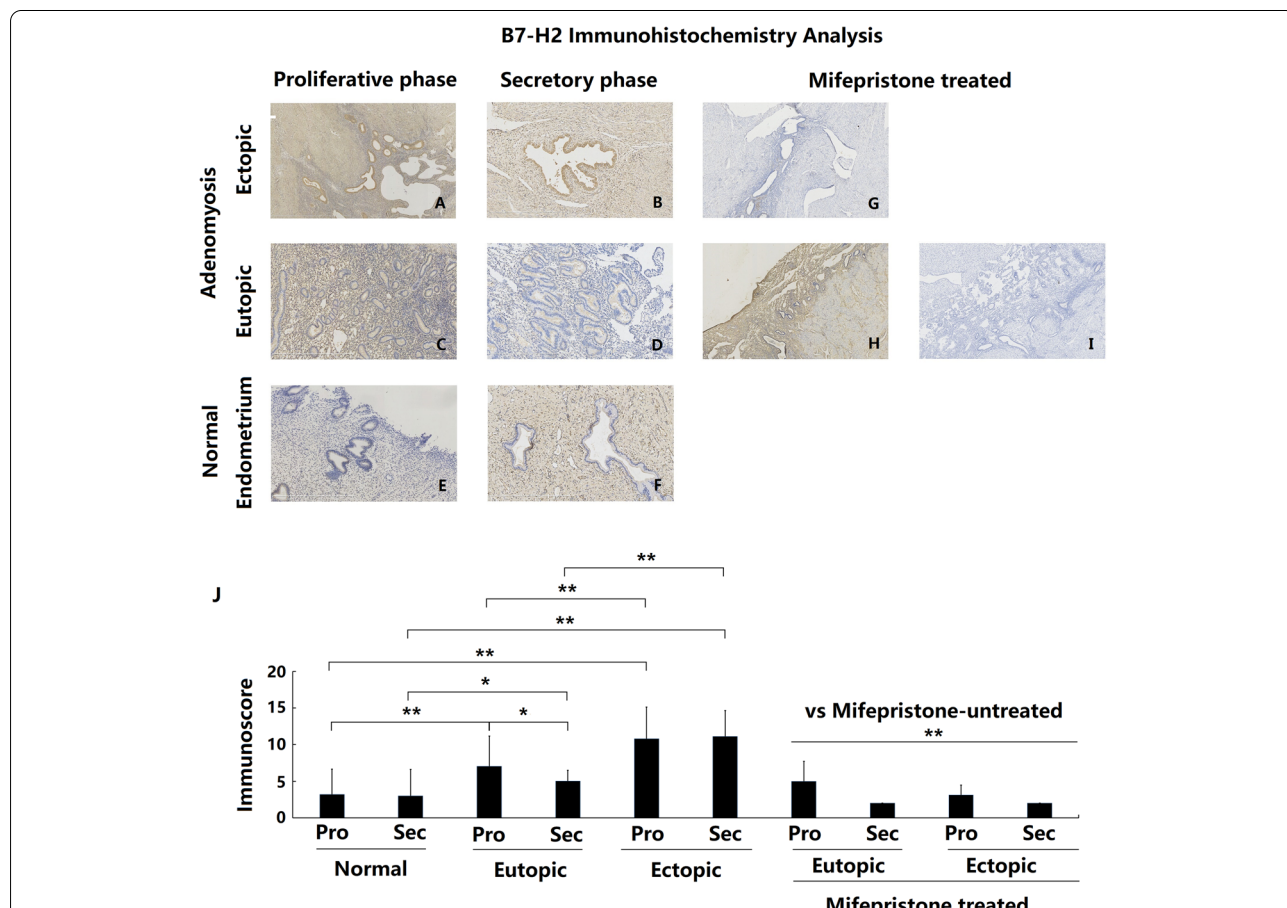 B7-H2 Immunohistochemistry Analysis
Proliferative phase
Secretory phase
Mifepristone treated
Adenomyosis
Ectopic
A
B
G
Eutopic
C
D
H
I
Normal
Endometrium
E
F
J
**
**
**
**
*
** *
Immunoscore
20
15
10
5
0
vs Mifepristone-untreated
**
Pro Sec Pro Sec Pro Sec Pro Sec Pro Sec
Normal Eutopic Ectopic Eutopic Ectopic
Mifepristone treated